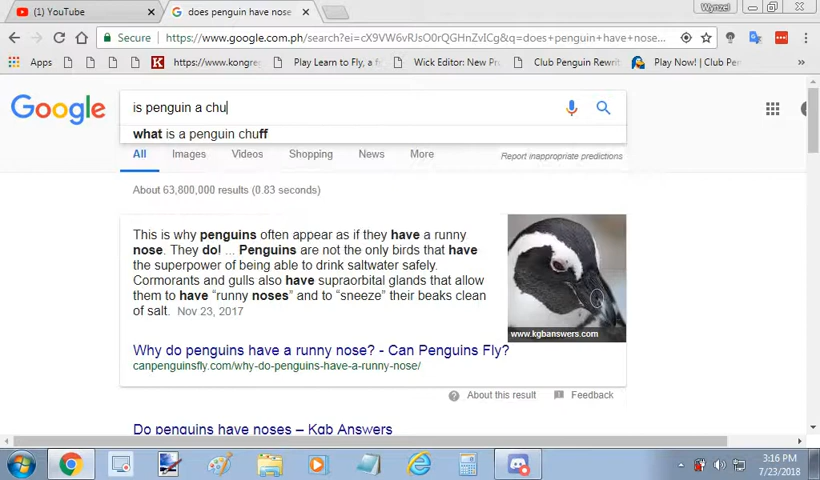 (1) YouTube
does penguin have nose
Wynzel
Secure
https://www.google.com.ph/search?ei=cX9VW9vRJsO0rQGHnZvICg&q=does+penguin+have+nose...
Apps
https://www.kongreg
Play Learn to Fly, a f
Wick Editor: New Pr
Club Penguin Rewrit
Play Now! | Club Pen
Google
is penguin a chu
what is a penguin chuff
All
Images
Videos
Shopping
News
More
Report inappropriate predictions
About 63,800,000 results (0.83 seconds)
This is why penguins often appear as if they have a runny
nose. They do! ... Penguins are not the only birds that have
the superpower of being able to drink saltwater safely.
Cormorants and gulls also have supraorbital glands that allow
them to have “runny noses” and to “sneeze” their beaks clean
of salt. Nov 23, 2017
www.kgbanswers.com
Why do penguins have a runny nose? - Can Penguins Fly?
canpenguinsfly.com/why-do-penguins-have-a-runny-nose/
About this result
Feedback
Do penguins have noses – Kgb Answers
3:16 PM
7/23/2018